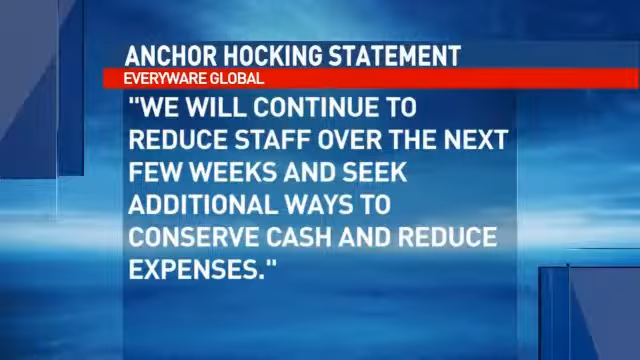 ANCHOR HOCKING STATEMENT
EVERYWARE GLOBAL
"WE WILL CONTINUE TO
REDUCE STAFF OVER THE NEXT
FEW WEEKS AND SEEK
ADDITIONAL WAYS TO
CONSERVE CASH AND REDUCE
EXPENSES."